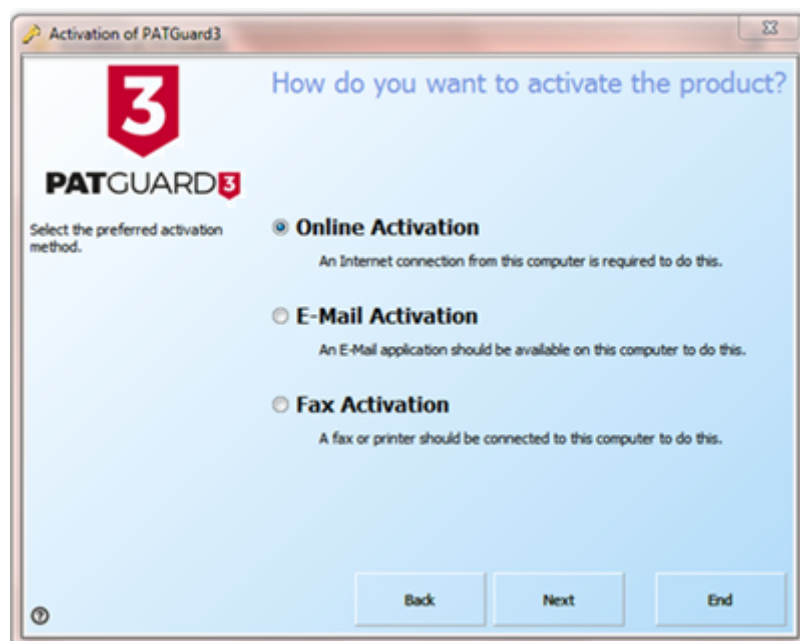 Activation of PATGuard3
3
PATGUARD3
Select the preferred activation
method.
How do you want to activate the product?
Online Activation
An Internet connection from this computer is required to do this.
E-Mail Activation
An E-Mail application should be available on this computer to do this.
Fax Activation
A fax or printer should be connected to this computer to do this.
?
Back
Next
End